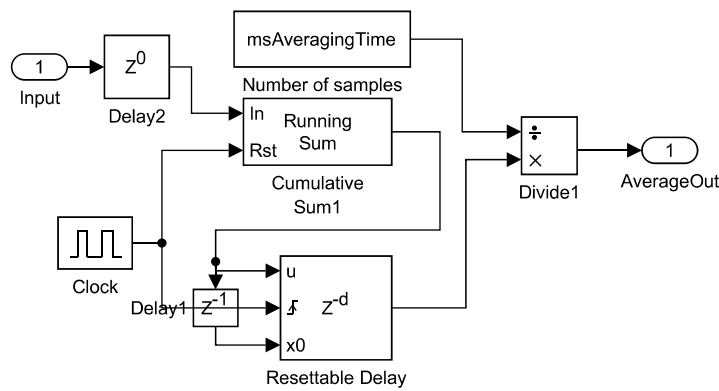 msAveragingTime
Number of samples
1
Input
Z0
Delay2
In
Rst
Running
Sum
Cumulative
Sum1
÷
×
Divide1
1
AverageOut
Clock
Delay1
Z-1
u
x0
Z-d
Resettable Delay